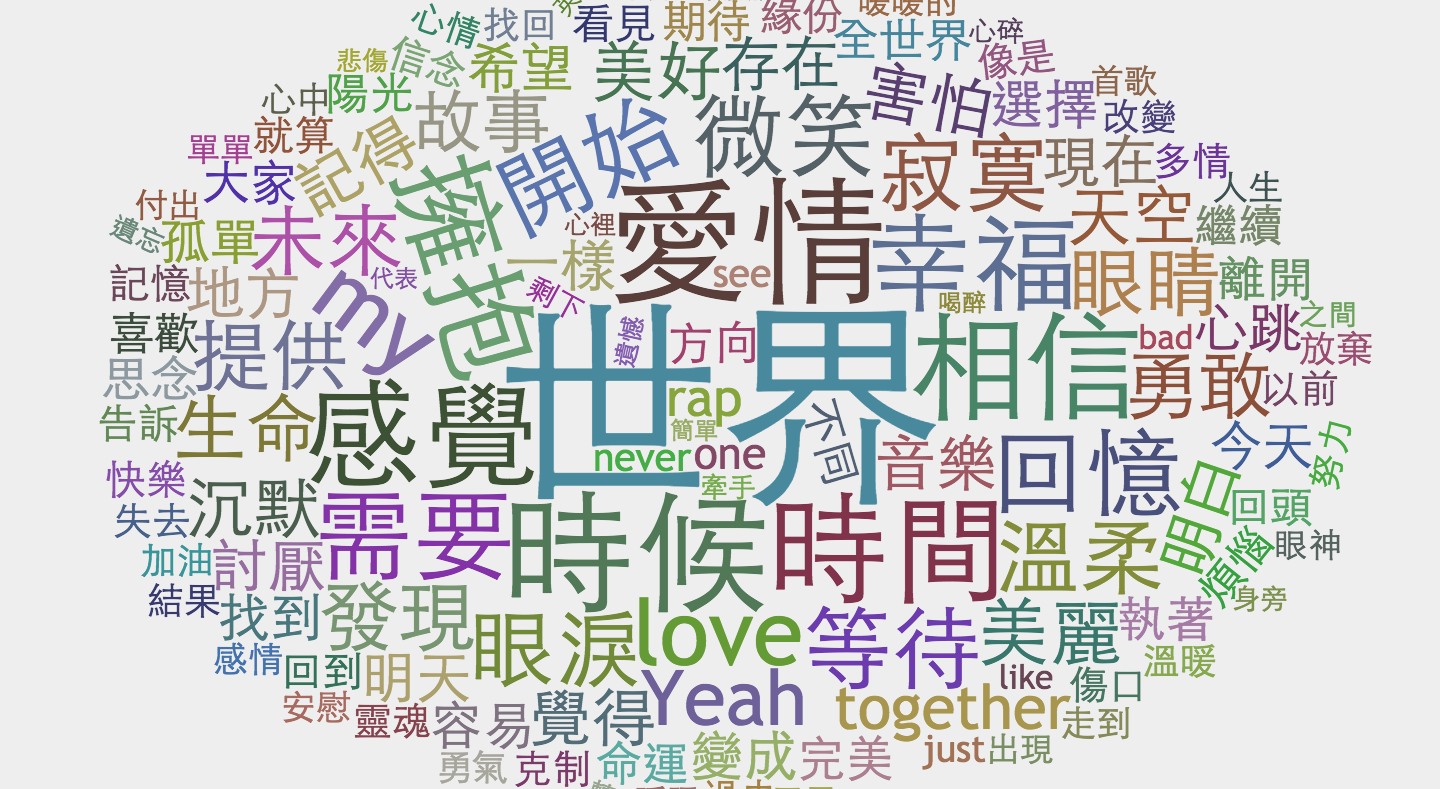 心情
找回
看見
期待
緣份
暖暖的
心碎
悲傷
信念
希望
美好
存在
全世界
像是
首歌
心中
陽光
故事
開始
微笑
害怕
選擇
改變
單單
就算
記得
擁抱
寂寞
現在
多情
付出
大家
人生
遺忘
孤單
未來
心裡
一樣
愛情
幸福
天空
繼續
記憶
地方
my
代表
剩下
see
眼睛
離開
喝醉
喜歡
提供
世界
遺憾
方向
相信
bad
心跳
之間
放棄
思念
rap
勇敢
以前
告訴
生命
感覺
簡單
不同
never
one
音樂
回憶
今天
努力
快樂
牽手
明白
回頭
失去
沉默
需要
時候
時間
溫柔
煩惱
眼神
加油
討厭
身旁
結果
找到
發現
眼淚
love
等待
美麗
執著
感情
回到
明天
溫暖
like
傷口
安慰
靈魂
容易
覺得
Yeah
together
走到
勇氣
克制
命運
變成
完美
just
出現